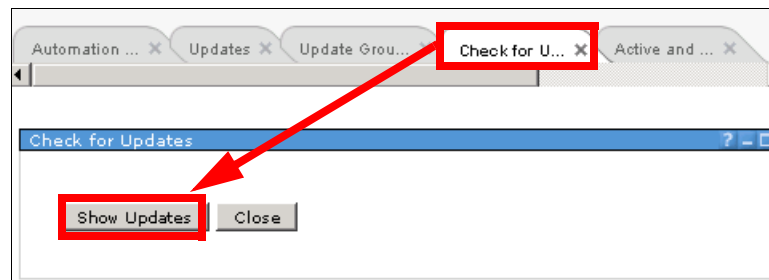 Automation ... Updates Update Grou... Check for U... Active and ...
Check for Updates
Show Updates Close